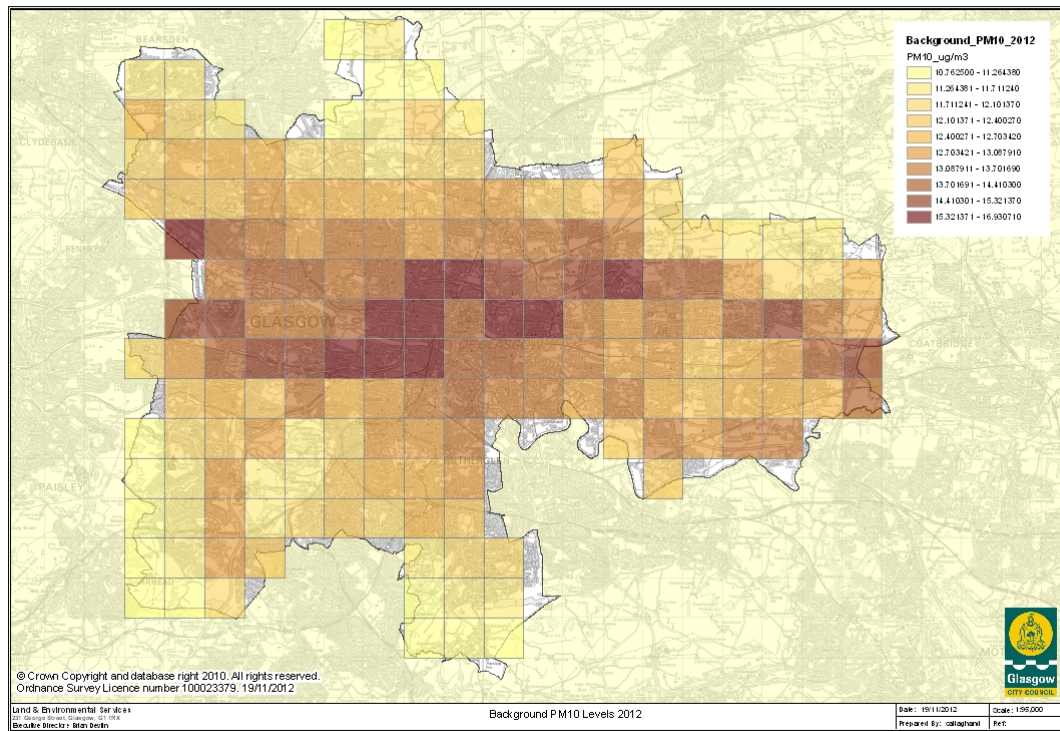 BEARSDEN
CLYDEBANK
RENFREW
GLASGOW
COATBRIDGE
PAISLEY
Background_PM10_2012
PM10_ug/m3
10.762500 - 11.264380
11.264381 - 11.711240
11.711241 - 12.101370
12.101371 - 12.400270
12.400271 - 12.703420
12.703421 - 13.087910
13.087911 - 13.701690
13.701691 - 14.410300
14.410301 - 15.321370
15.321371 - 16.930710
Glasgow
CITY COUNCIL
© Crown Copyright and database right 2010. All rights reserved.
Ordnance Survey Licence number 100023379. 19/11/2012
Land & Environmental Services
231 George Street, Glasgow, G1 1RX
Executive Director: Brian Devlin
Background PM10 Levels 2012
Date: 19/11/2012
Scale: 1:95,000
Prepared By: callaghand
Ref: